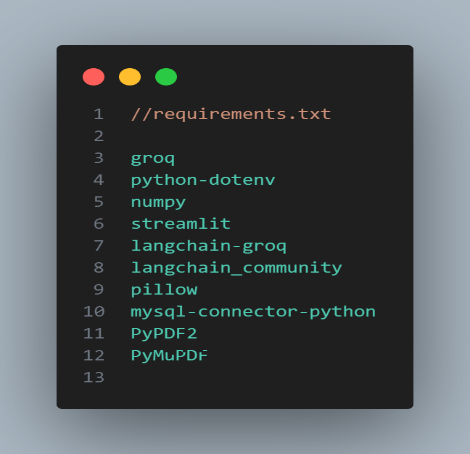 1 //requirements.txt
2
3 groq
4 python-dotenv
5 numpy
6 streamlit
7 langchain-groq
8 langchain_community
9 pillow
10 mysql-connector-python
11 PyPDF2
12 PyMuPDF
13